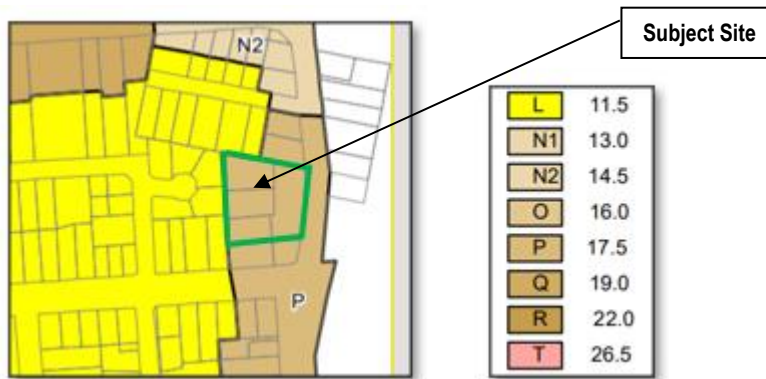 Subject Site
N2
P
L 11.5
N1 13.0
N2 14.5
O 16.0
P 17.5
Q 19.0
R 22.0
T 26.5